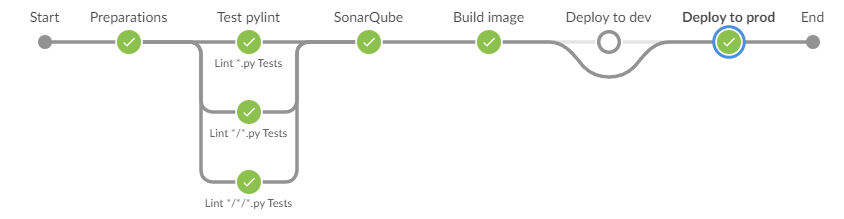 Start
Preparations
Test pylint
SonarQube
Build image
Deploy to dev
Deploy to prod
End
Lint *.py Tests
Lint */*.py Tests
Lint */*/*.py Tests